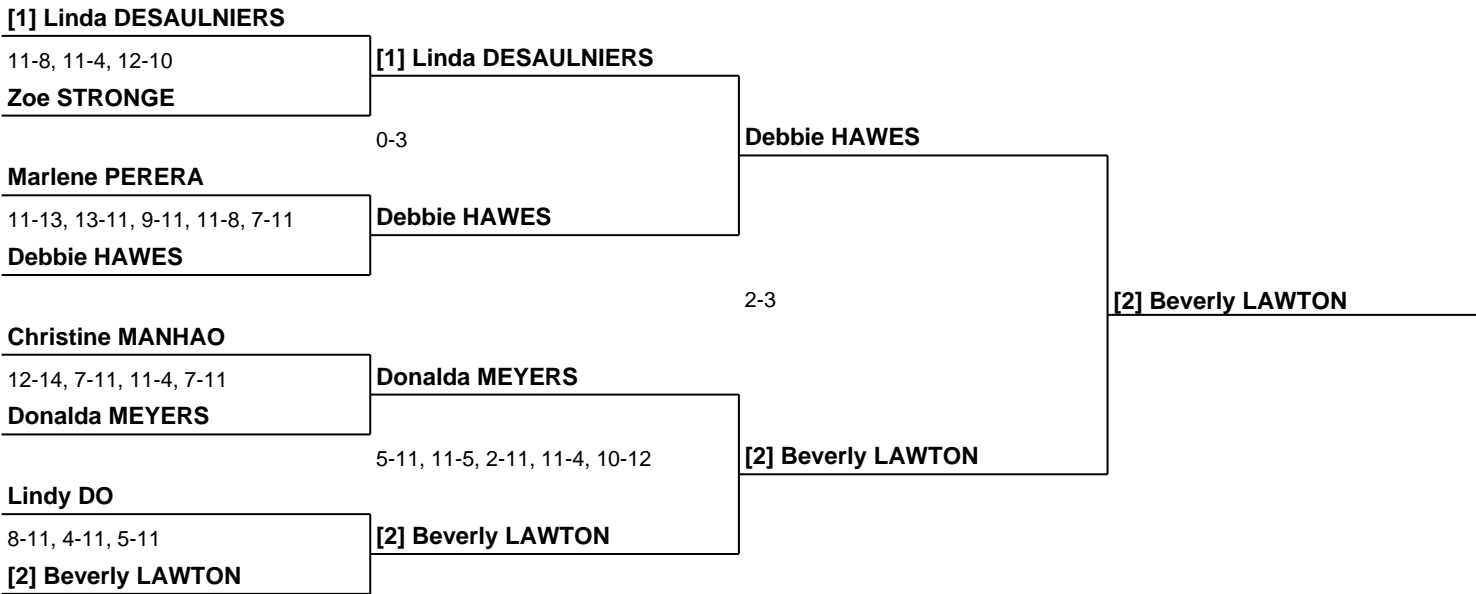 [1] Linda DESAULNIERS
11-8, 11-4, 12-10
[1] Linda DESAULNIERS
Zoe STRONGE
0-3
Debbie HAWES
Marlene PERERA
11-13, 13-11, 9-11, 11-8, 7-11
Debbie HAWES
Debbie HAWES
2-3
[2] Beverly LAWTON
Christine MANHAO
12-14, 7-11, 11-4, 7-11
Donalda MEYERS
Donalda MEYERS
5-11, 11-5, 2-11, 11-4, 10-12
[2] Beverly LAWTON
Lindy DO
8-11, 4-11, 5-11
[2] Beverly LAWTON
[2] Beverly LAWTON